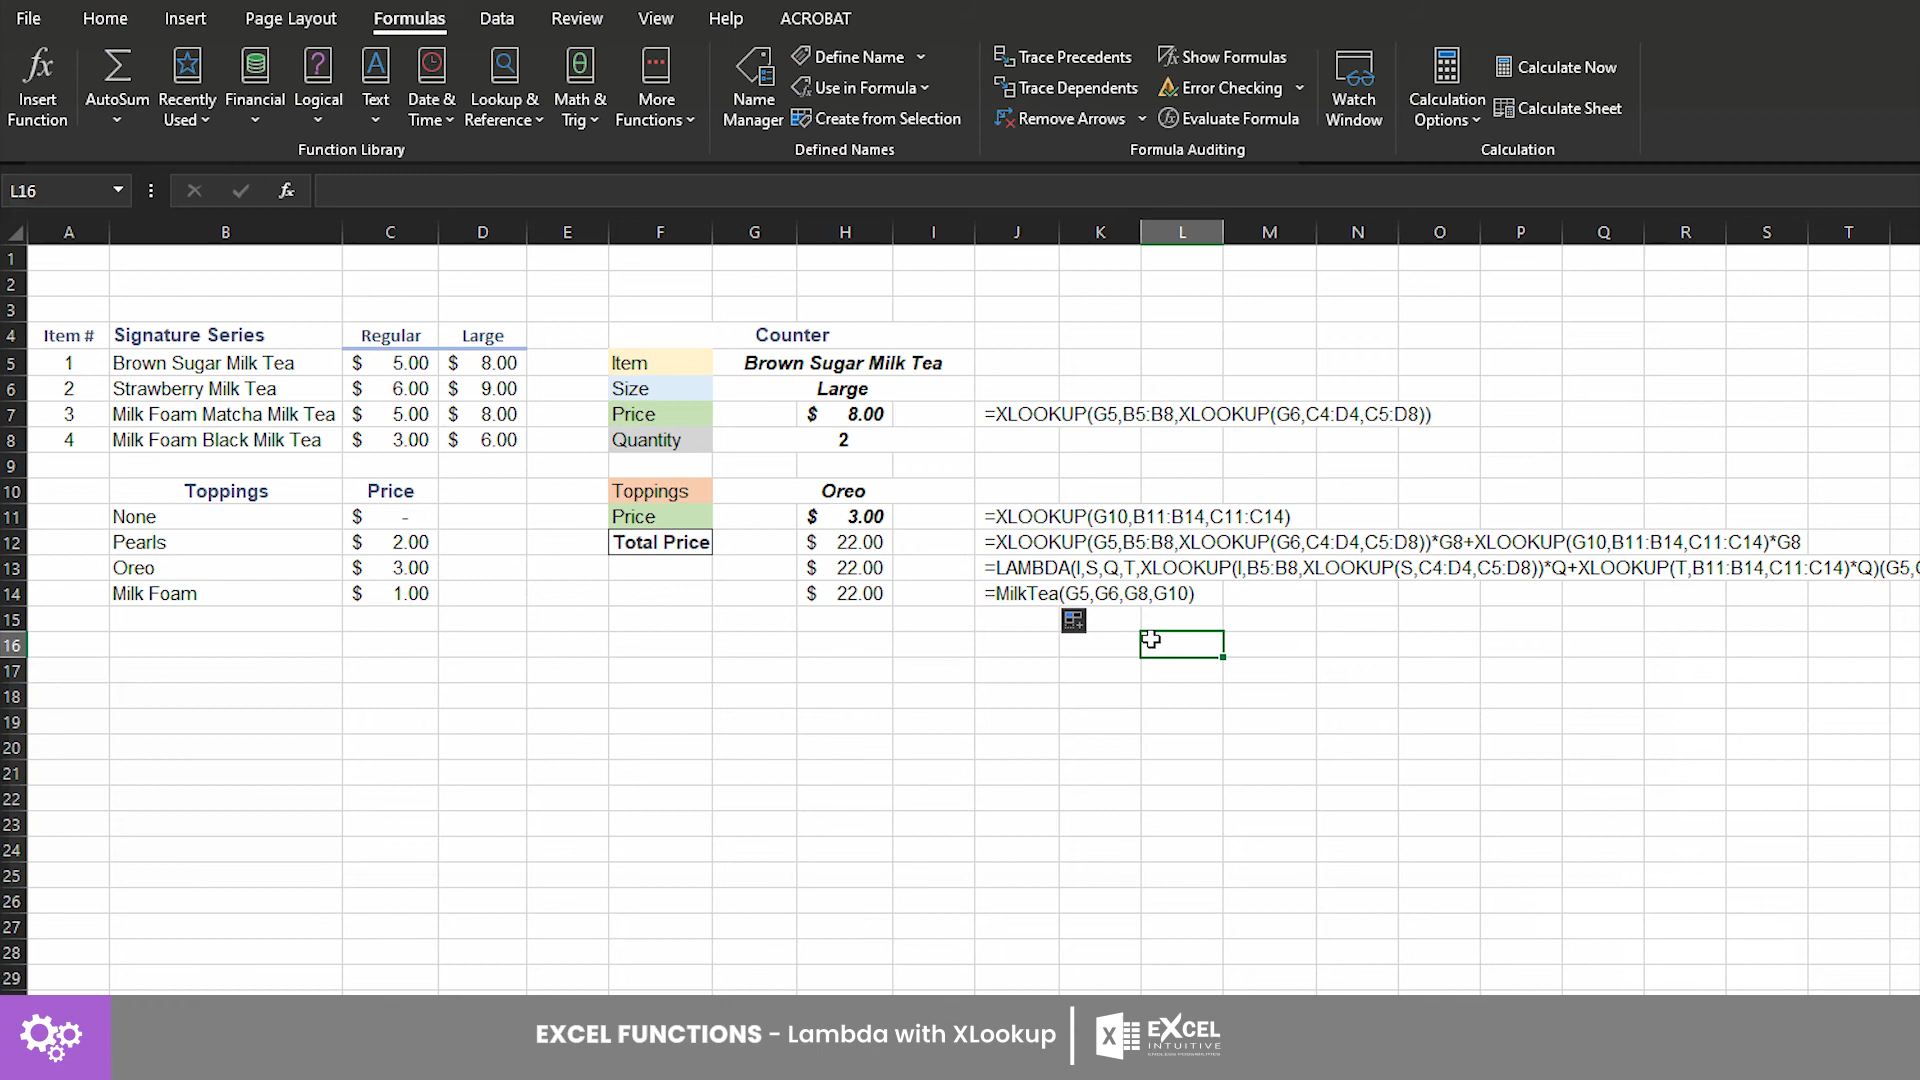 File Home Insert Page Layout Formulas Data Review View Help ACROBAT
Insert Function
AutoSum
Recently Used
Financial
Logical
Text
Date & Time
Lookup & Reference
Math & Trig
More Functions
Function Library
Name Manager
Define Name
Use in Formula
Create from Selection
Defined Names
Trace Precedents
Trace Dependents
Remove Arrows
Show Formulas
Error Checking
Evaluate Formula
Formula Auditing
Watch Window
Calculation Options
Calculate Now
Calculate Sheet
Calculation
L16 fx
A B C D E F G H I J K L M N O P Q R S T
1
2
3
4 Item # Signature Series Regular Large Counter
5 1 Brown Sugar Milk Tea $ 5.00 $ 8.00 Item Brown Sugar Milk Tea
6 2 Strawberry Milk Tea $ 6.00 $ 9.00 Size Large
7 3 Milk Foam Matcha Milk Tea $ 5.00 $ 8.00 Price $ 8.00 =XLOOKUP(G5,B5:B8,XLOOKUP(G6,C4:D4,C5:D8))
8 4 Milk Foam Black Milk Tea $ 3.00 $ 6.00 Quantity 2
9
10 Toppings Price Toppings Oreo
11 None $ - Price $ 3.00 =XLOOKUP(G10,B11:B14,C11:C14)
12 Pearls $ 2.00 Total Price $ 22.00 =XLOOKUP(G5,B5:B8,XLOOKUP(G6,C4:D4,C5:D8))*G8+XLOOKUP(G10,B11:B14,C11:C14)*G8
13 Oreo $ 3.00 $ 22.00 =LAMBDA(I,S,Q,T,XLOOKUP(I,B5:B8,XLOOKUP(S,C4:D4,C5:D8))*Q+XLOOKUP(T,B11:B14,C11:C14)*Q)(G5,
14 Milk Foam $ 1.00 $ 22.00 =MilkTea(G5,G6,G8,G10)
15
16
17
18
19
20
21
22
23
24
25
26
27
28
29
EXCEL FUNCTIONS - Lambda with XLookup
X EXCEL
INTUITIVE
ENDLESS POSSIBILITIES